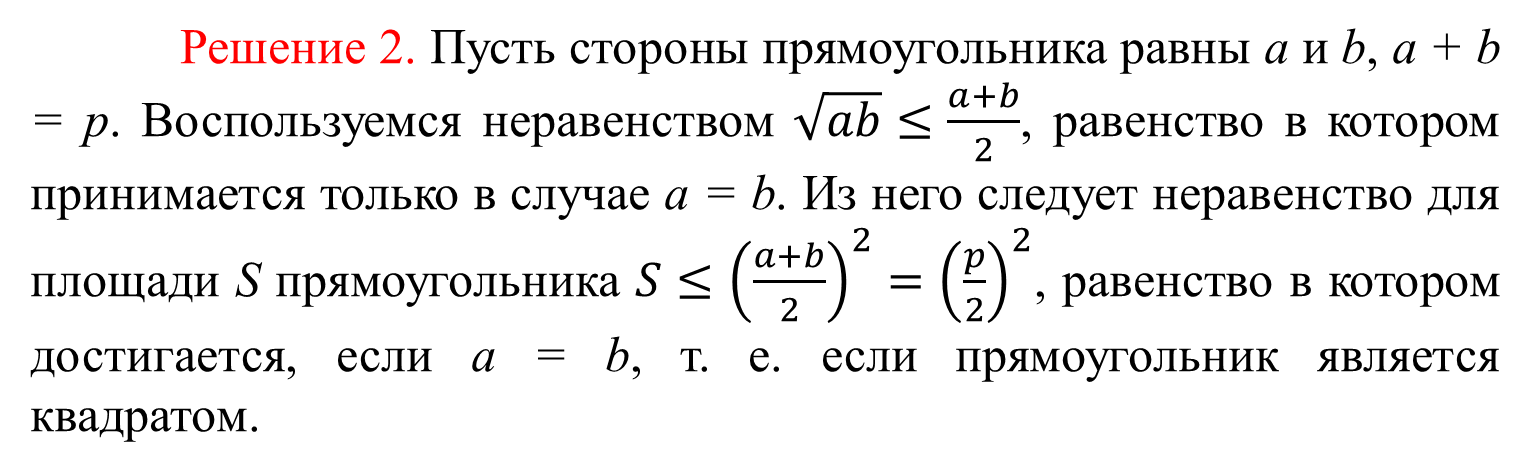 Решение 2. Пусть стороны прямоугольника равны a и b, a + b
= p. Воспользуемся неравенством √ab ≤ (a+b)/2, равенство в котором
принимается только в случае a = b. Из него следует неравенство для
площади S прямоугольника S ≤ ((a+b)/2)² = (p/2)², равенство в котором
достигается, если a = b, т. е. если прямоугольник является
квадратом.